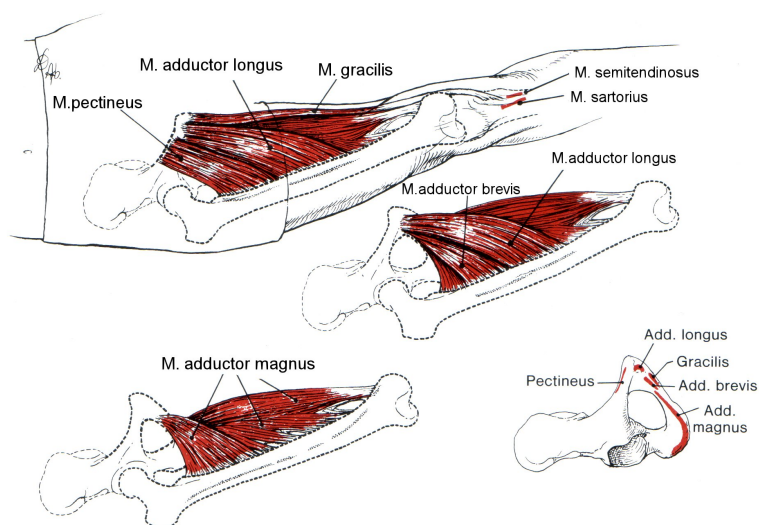 M. adductor longus
M. gracilis
M. semitendinosus
M. sartorius
M.pectineus
M.adductor longus
M.adductor brevis
M. adductor magnus
Add. longus
Gracilis
Pectineus
Add. brevis
Add.
magnus